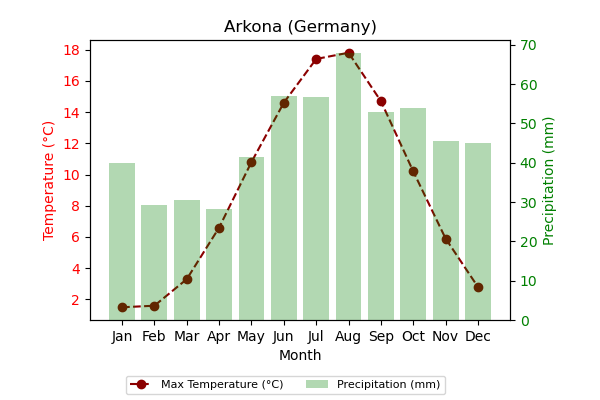 Arkona (Germany)
18
16
14
12
10
8
6
4
2
Temperature (°C)
70
60
50
40
30
20
10
0
Precipitation (mm)
Jan Feb Mar Apr May Jun Jul Aug Sep Oct Nov Dec
Month
Max Temperature (°C) Precipitation (mm)